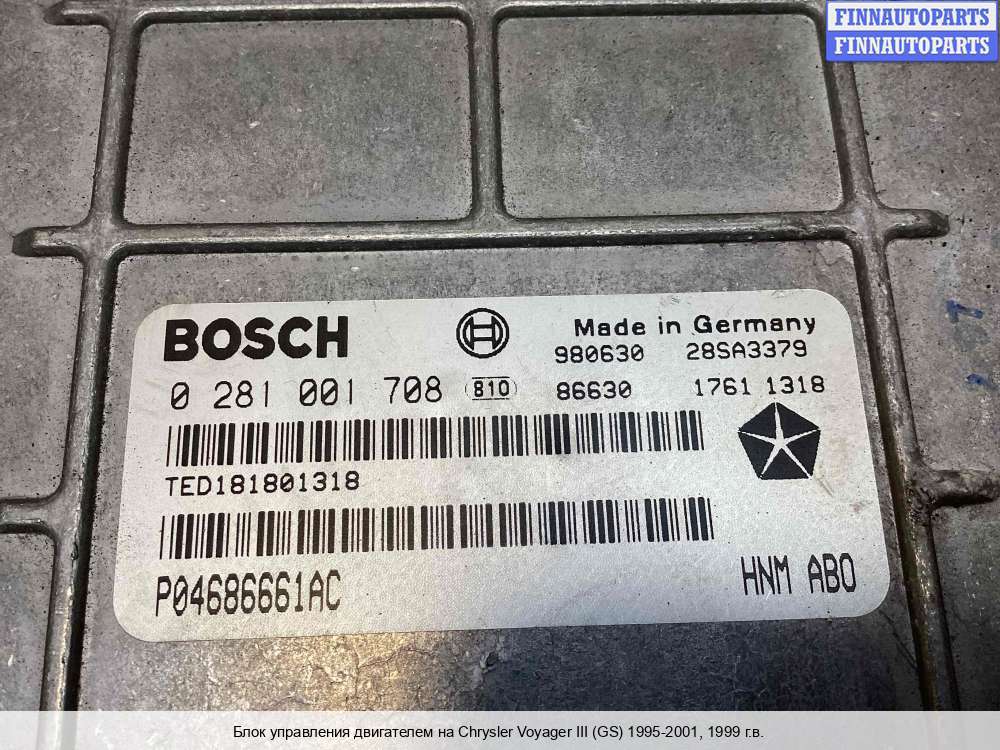 FINNAUTOPARTS
FINNAUTOPARTS
BOSCH
Made in Germany
980630 28SA3379
0 281 001 708 810 86630 1761 1318
TED181801318
P04686661AC
HNM ABO
Блок управления двигателем на Chrysler Voyager III (GS) 1995-2001, 1999 г.в.